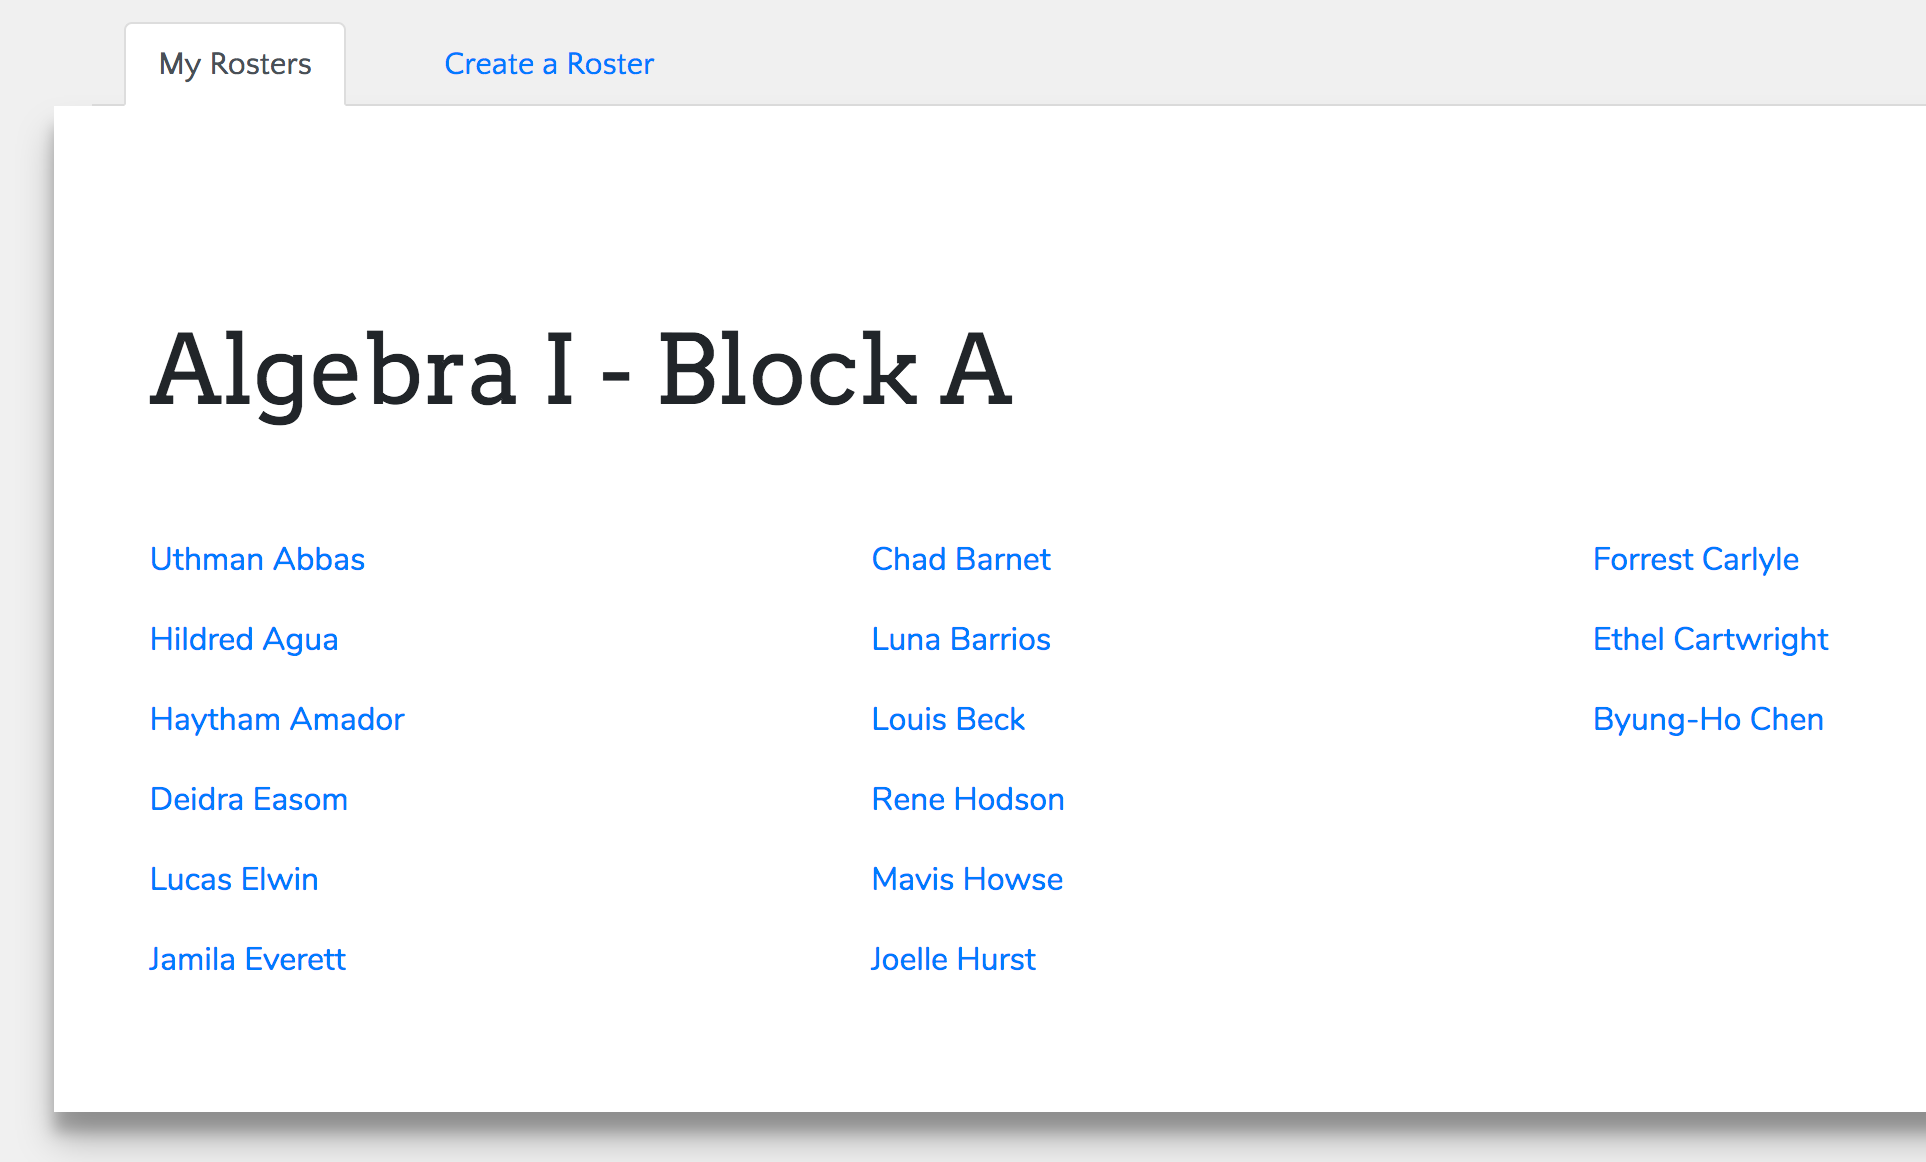 My Rosters
Create a Roster
Algebra I - Block A
Uthman Abbas
Hildred Agua
Haytham Amador
Deidra Easom
Lucas Elwin
Jamila Everett
Chad Barnet
Luna Barrios
Louis Beck
Rene Hodson
Mavis Howse
Joelle Hurst
Forrest Carlyle
Ethel Cartwright
Byung-Ho Chen